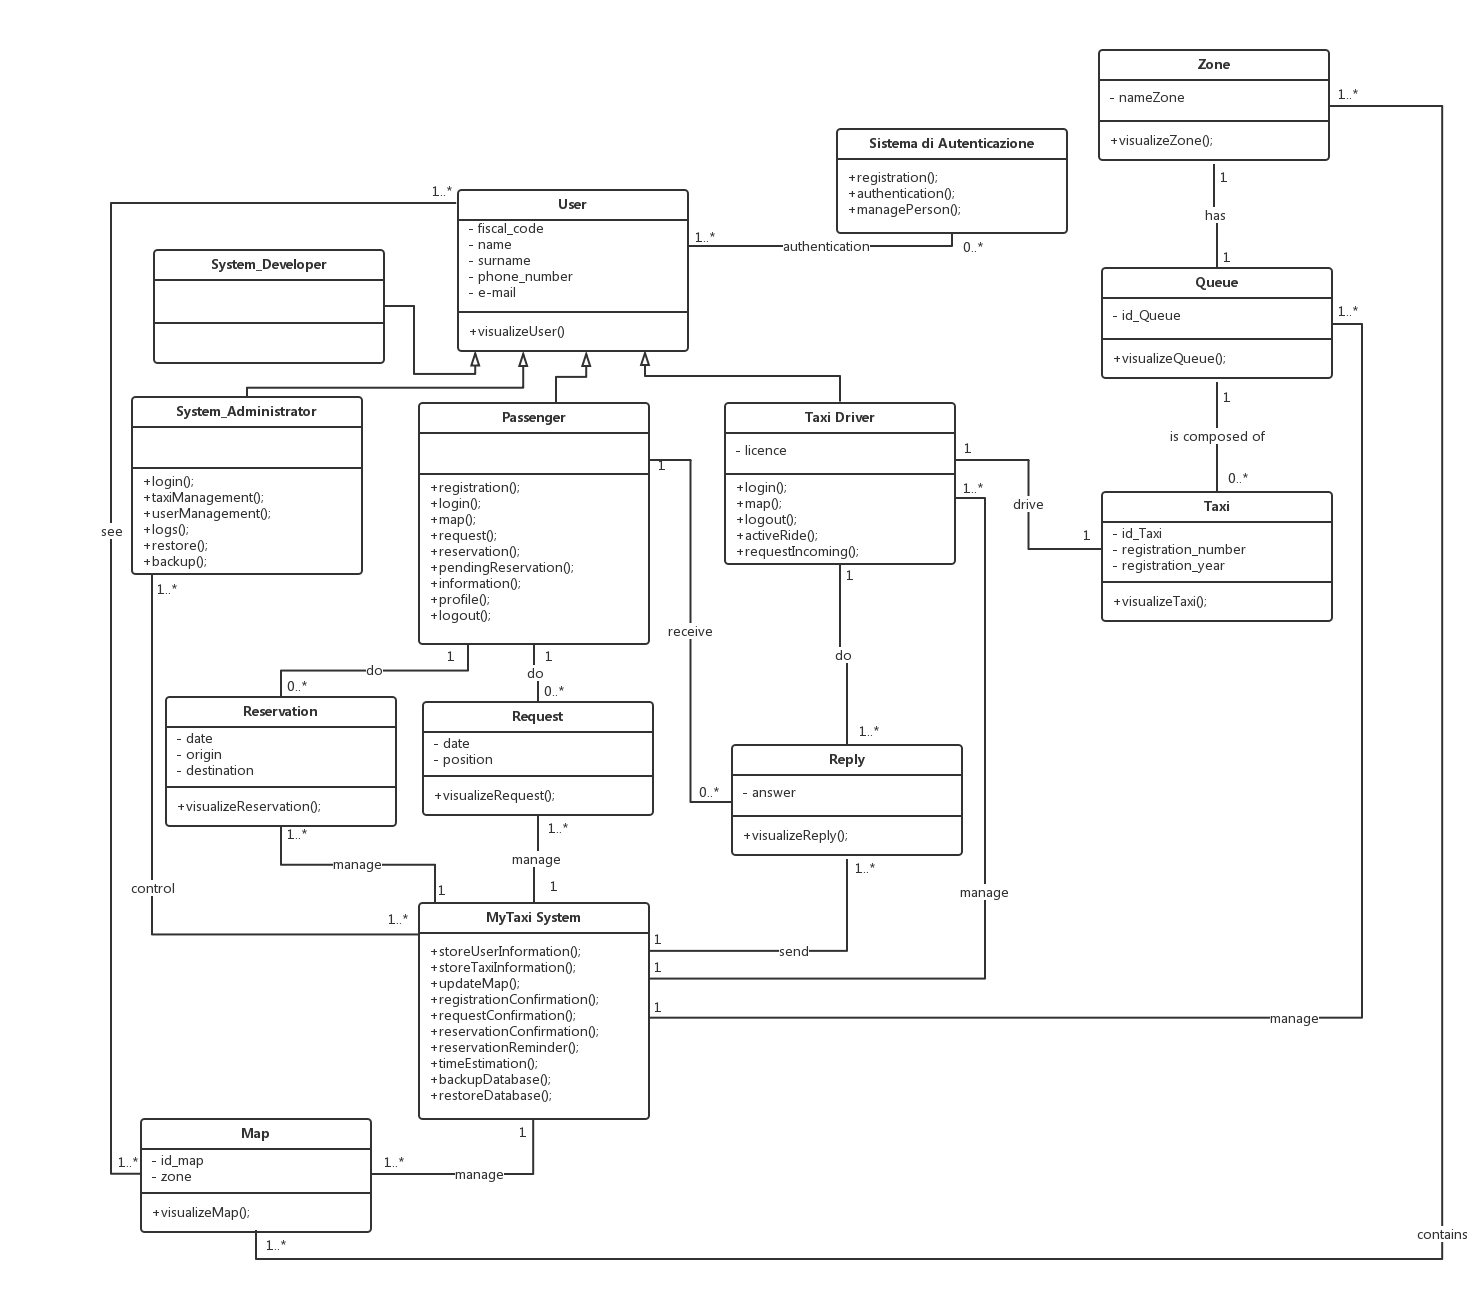 Zone
- nameZone
+visualizeZone();
1..*
1
has
1
Sistema di Autenticazione
+registration();
+authentication();
+managePerson();
0..*
authentication
1..*
1..*
User
- fiscal_code
- name
- surname
- phone_number
- e-mail
+visualizeUser()
System_Developer
Queue
- id_Queue
+visualizeQueue();
1..*
1
is composed of
0..*
System_Administrator
+login();
+taxiManagement();
+userManagement();
+logs();
+restore();
+backup();
1..*
Passenger
+registration();
+login();
+map();
+request();
+reservation();
+pendingReservation();
+information();
+profile();
+logout();
1
Taxi Driver
- licence
+login();
+map();
+logout();
+activeRide();
+requestIncoming();
1
1..*
drive
1
Taxi
- id_Taxi
- registration_number
- registration_year
+visualizeTaxi();
see
receive
1
do
1..*
1
do
0..*
1
do
0..*
Reservation
- date
- origin
- destination
+visualizeReservation();
1..*
manage
1
Request
- date
- position
+visualizeRequest();
1..*
manage
1
0..*
Reply
- answer
+visualizeReply();
1..*
manage
control
1..*
MyTaxi System
+storeUserInformation();
+storeTaxiInformation();
+updateMap();
+registrationConfirmation();
+requestConfirmation();
+reservationConfirmation();
+reservationReminder();
+timeEstimation();
+backupDatabase();
+restoreDatabase();
1
send
1
1
manage
1
1..*
Map
- id_map
- zone
+visualizeMap();
1..*
manage
1..*
contains